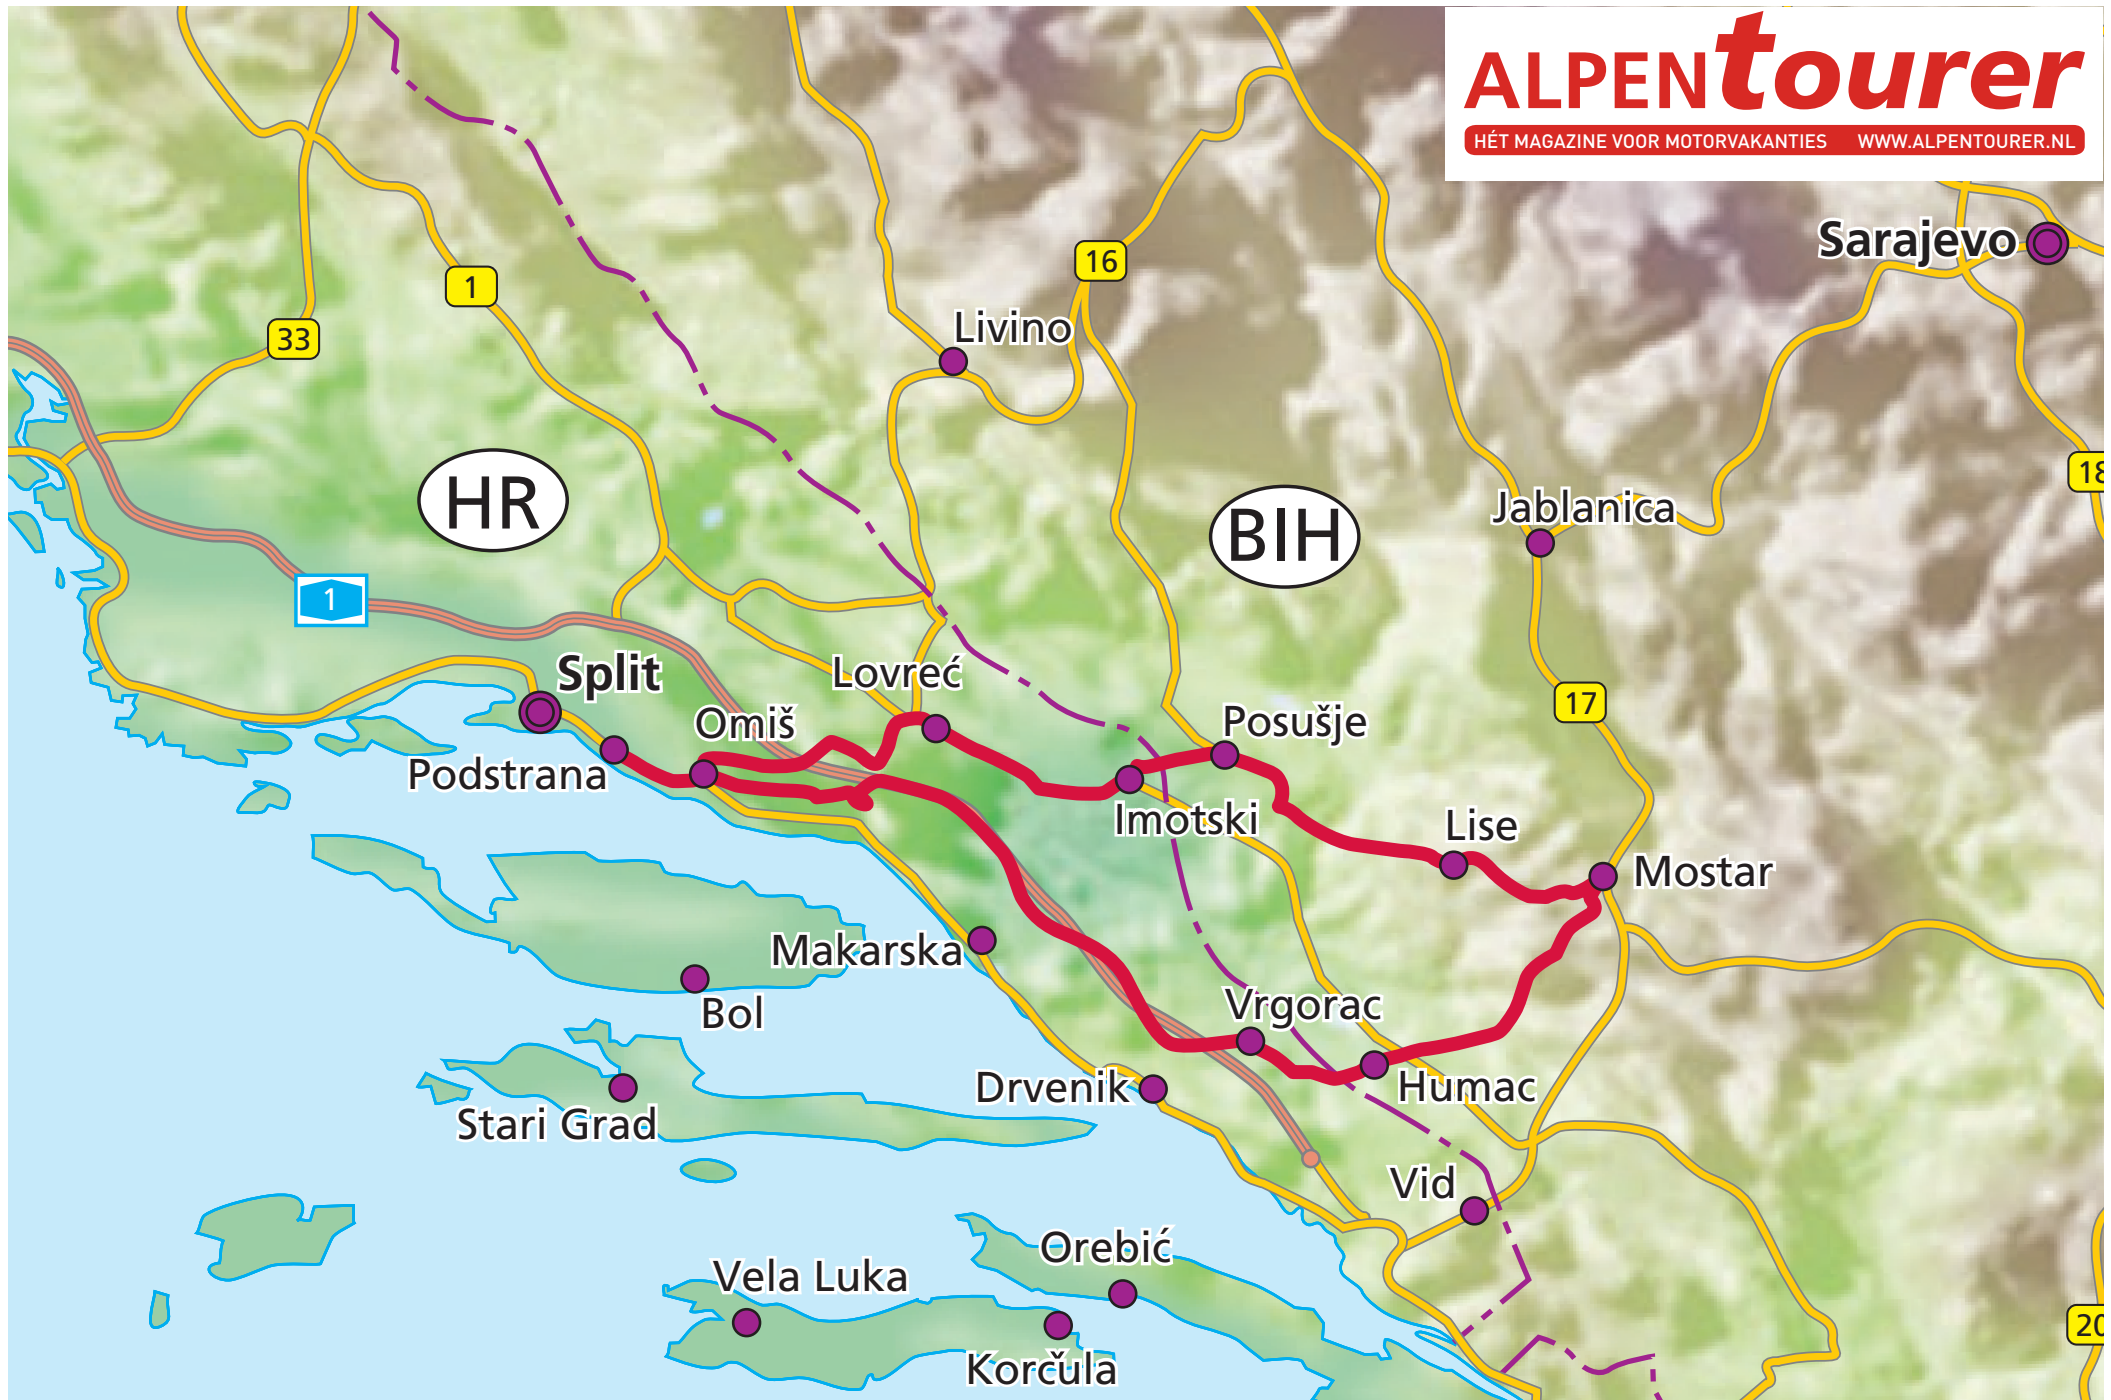 ALPENtourer
HÉT MAGAZINE VOOR MOTORVAKANTIES WWW.ALPENTOURER.NL
Sarajevo
16
1
Livino
33
18
HR
Jablanica
BIH
1
Split
Lovreć
17
Omiš
Posušje
Podstrana
Imotski
Lise
Mostar
Makarska
Vrgorac
Bol
Drvenik
Humac
Stari Grad
Vid
Orebić
Vela Luka
20
Korčula